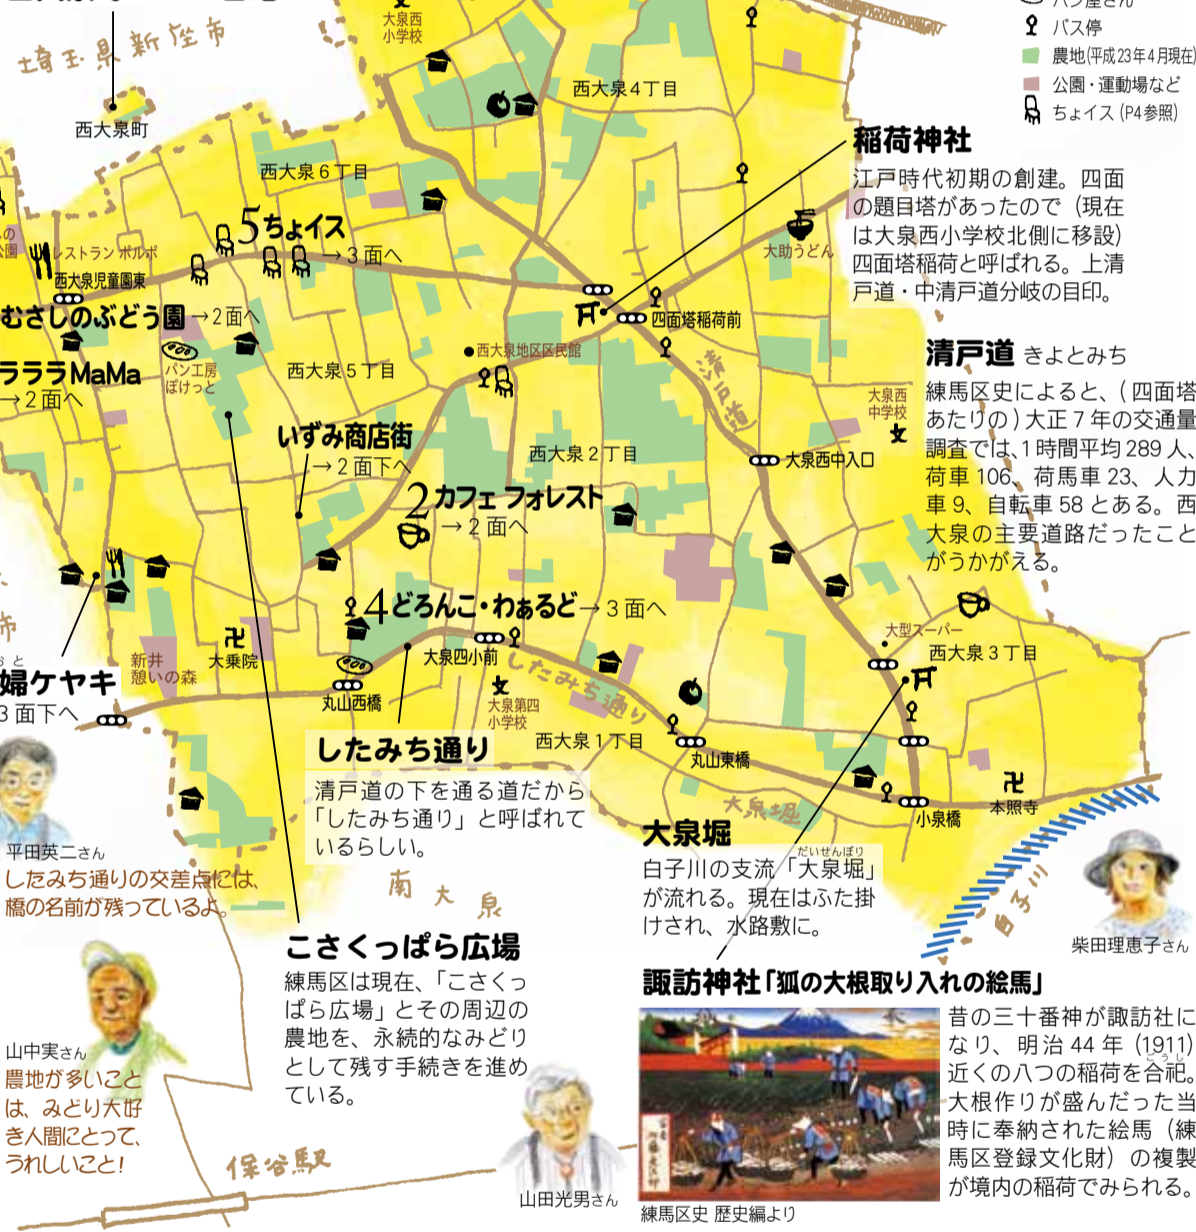 パン屋さん
バス停
農地(平成23年4月現在)
公園・運動場など
ちょイス (P4参照)
埼玉県新座市
西大泉町
大泉西
小学校
西大泉4丁目
西大泉6丁目
稲荷神社
江戸時代初期の創建。四面
の題目塔があったので（現在
は大泉西小学校北側に移設）
四面塔稲荷と呼ばれる。上清
戸道・中清戸道分岐の目印。
大助うどん
5ちょイス
→3面へ
レストラン ポルポ
西大泉児童園東
公園
むさしのぶどう園→2面へ
パン工房
ぽけっと
ラララMaMa
→2面へ
西大泉5丁目
西大泉地区区民館
四面塔稲荷前
清戸道
清戸道 きよとみち
練馬区史によると、（四面塔
あたりの）大正7年の交通量
調査では、1時間平均289人、
荷車106、荷馬車23、人力
車9、自転車58とある。西
大泉の主要道路だったこと
がうかがえる。
大泉西
中学校
大泉西中入口
いずみ商店街
→2面下へ
西大泉2丁目
2カフェ フォレスト
→2面へ
4どろんこ・わぁるど→3面へ
大泉四小前
したみち通り
大泉第四
小学校
新井
憩いの森
大乗院
丸山西橋
婦ケヤキ
3面下へ
市
大型スーパー
西大泉3丁目
西大泉1丁目
丸山東橋
大泉堀
小泉橋
本照寺
白子川
したみち通り
清戸道の下を通る道だから
「したみち通り」と呼ばれて
いるらしい。
大泉堀
だいせんぼり
白子川の支流「大泉堀」
が流れる。現在はふた掛
けされ、水路敷に。
平田英二さん
したみち通りの交差点には、
橋の名前が残っているよ。
南大泉
柴田理恵子さん
こさくっぱら広場
練馬区は現在、「こさくっ
ぱら広場」とその周辺の
農地を、永続的なみどり
として残す手続きを進め
ている。
諏訪神社「狐の大根取り入れの絵馬」
昔の三十番神が諏訪社に
なり、明治44年（1911）
近くの八つの稲荷を合祀。
ごうし
大根作りが盛んだった当
時に奉納された絵馬（練
馬区登録文化財）の複製
が境内の稲荷でみられる。
山中実さん
農地が多いこと
は、みどり大好
き人間にとって、
うれしいこと！
保谷駅
山田光男さん
練馬区史 歴史編より